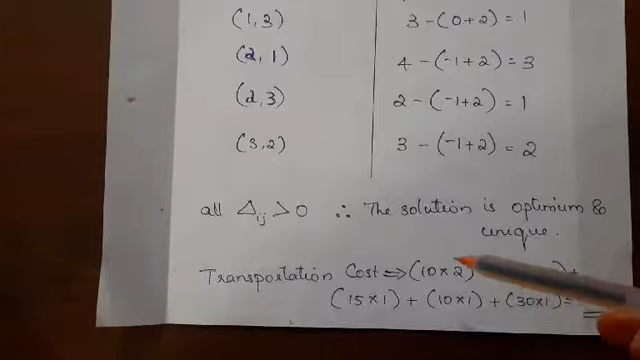 (1,3) 3 - (0+2) = 1
(2,1) 4 - (-1+2) = 3
(2,3) 2 - (-1+2) = 1
(3,2) 3 - (-1+2) = 2
all Δij > 0 ∴ The solution is optimum &
unique.
Transportation Cost ⇒ (10×2) ) +
(15×1) + (10×1) + (30×1) =